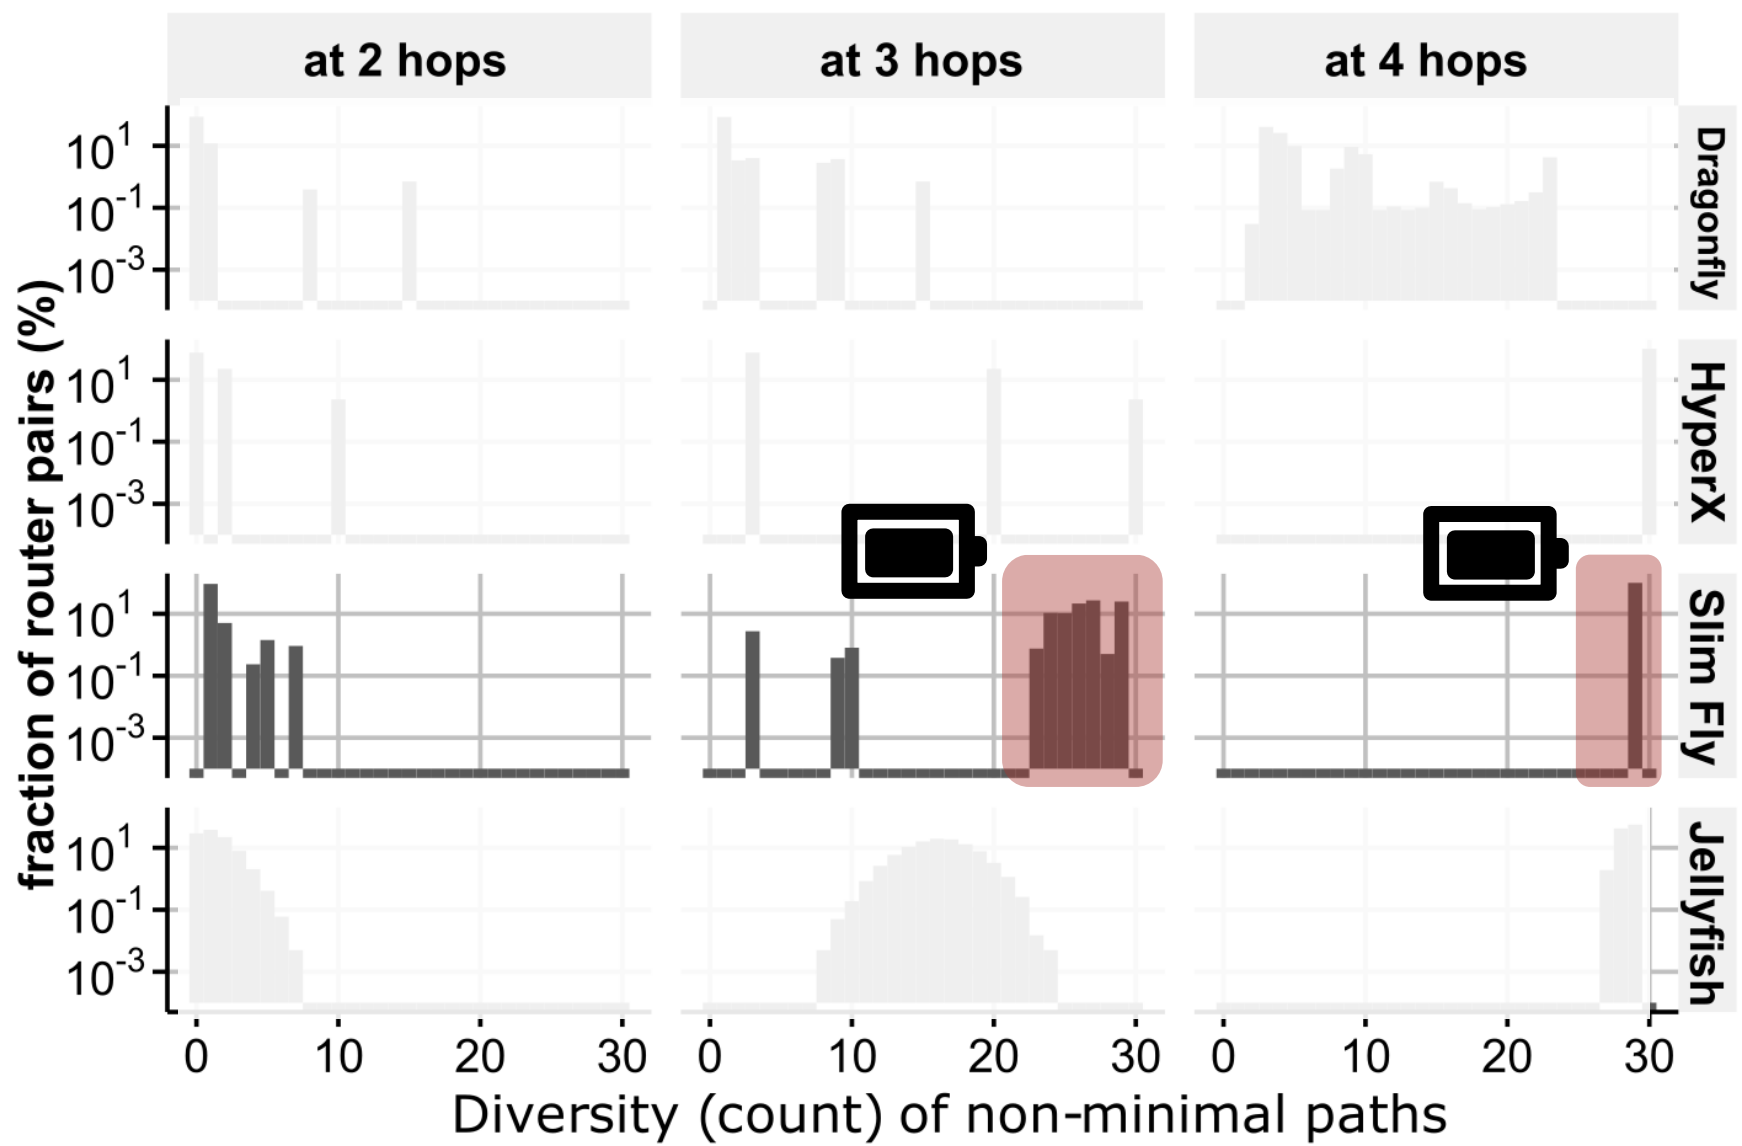 at 2 hops at 3 hops at 4 hops
fraction of router pairs (%)
10^1
10^-1
10^-3
Dragonfly
10^1
10^-1
10^-3
HyperX
10^1
10^-1
10^-3
Slim Fly
10^1
10^-1
10^-3
Jellyfish
0 10 20 30 0 10 20 30 0 10 20 30
Diversity (count) of non-minimal paths